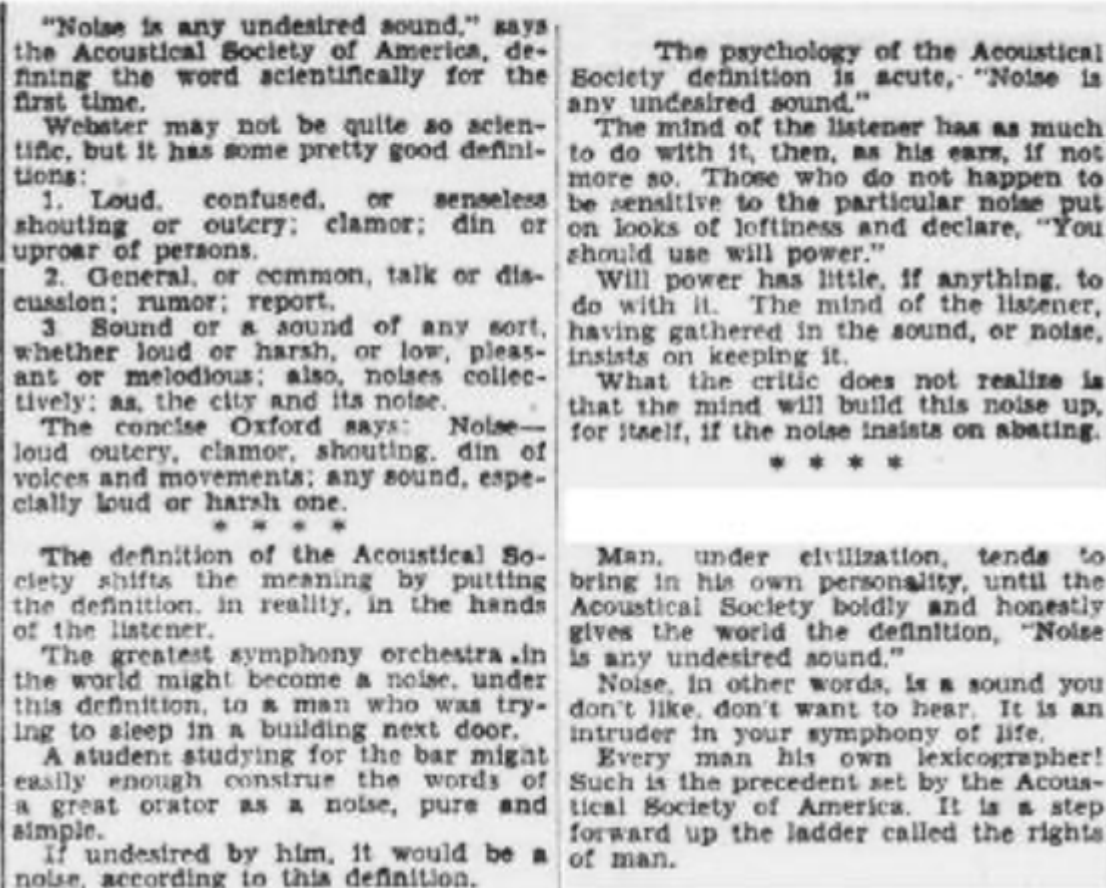 "Noise is any undesired sound," says
the Acoustical Society of America, de-
fining the word scientifically for the
first time.
Webster may not be quite so scien-
tific, but it has some pretty good defini-
tions:
1. Loud, confused, or senseless
shouting or outcry; clamor; din or
uproar of persons.
2. General, or common, talk or dis-
cussion; rumor; report.
3 Sound or a sound of any sort,
whether loud or harsh, or low, pleas-
ant or melodious; also, noises collec-
tively; as, the city and its noise.
The concise Oxford says: Noise—
loud outcry, clamor, shouting, din of
voices and movements; any sound, espe-
cially loud or harsh one.
* * * *
The definition of the Acoustical So-
ciety shifts the meaning by putting
the definition, in reality, in the hands
of the listener.
The greatest symphony orchestra in
the world might become a noise, under
this definition, to a man who was try-
ing to sleep in a building next door.
A student studying for the bar might
easily enough construe the words of
a great orator as a noise, pure and
simple.
If undesired by him, it would be a
noise, according to this definition.
The psychology of the Acoustical
Society definition is acute, "Noise is
any undesired sound."
The mind of the listener has as much
to do with it, then, as his ears, if not
more so. Those who do not happen to
be sensitive to the particular noise put
on looks of loftiness and declare, "You
should use will power."
Will power has little, if anything, to
do with it. The mind of the listener,
having gathered in the sound, or noise,
insists on keeping it.
What the critic does not realize is
that the mind will build this noise up,
for itself, if the noise insists on abating.
* * * *
Man, under civilization, tends to
bring in his own personality, until the
Acoustical Society boldly and honestly
gives the world the definition, "Noise
is any undesired sound."
Noise, in other words, is a sound you
don't like, don't want to hear. It is an
intruder in your symphony of life.
Every man his own lexicographer!
Such is the precedent set by the Acous-
tical Society of America. It is a step
forward up the ladder called the rights
of man.